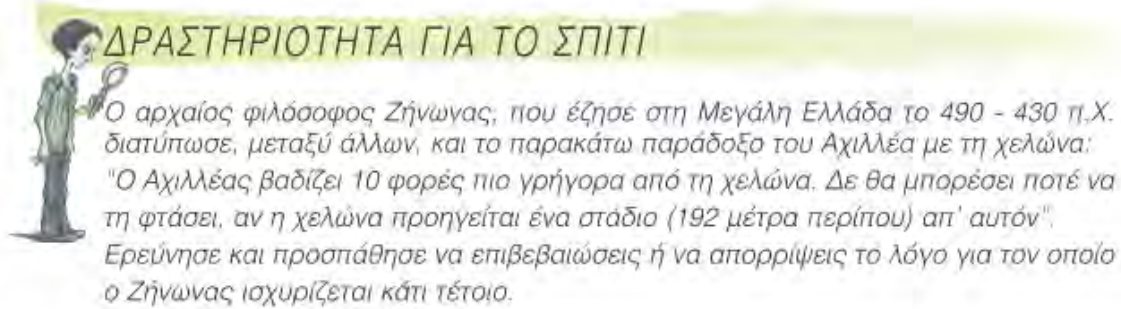 ΔΡΑΣΤΗΡΙΟΤΗΤΑ ΓΙΑ ΤΟ ΣΠΙΤΙ
Ο αρχαίος φιλόσοφος Ζήνωνας, που έζησε στη Μεγάλη Ελλάδα το 490 - 430 π.Χ.
διατύπωσε, μεταξύ άλλων, και το παρακάτω παράδοξο του Αχιλλέα με τη χελώνα:
"Ο Αχιλλέας βαδίζει 10 φορές πιο γρήγορα από τη χελώνα. Δε θα μπορέσει ποτέ να
τη φτάσει, αν η χελώνα προηγείται ένα στάδιο (192 μέτρα περίπου) απ' αυτόν".
Ερεύνησε και προσπάθησε να επιβεβαιώσεις ή να απορρίψεις το λόγο για τον οποίο
ο Ζήνωνας ισχυρίζεται κάτι τέτοιο.